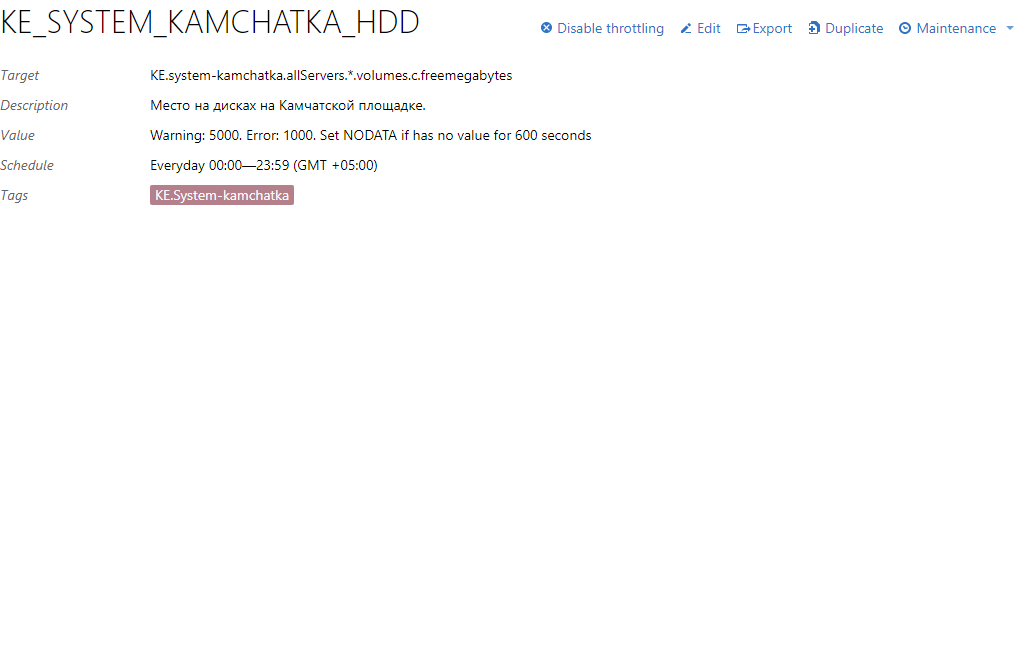 KE_SYSTEM_KAMCHATKA_HDD
Disable throttling Edit Export Duplicate Maintenance
Target KE.system-kamchatka.allServers.*.volumes.c.freemegabytes
Description Место на дисках на Камчатской площадке.
Value Warning: 5000. Error: 1000. Set NODATA if has no value for 600 seconds
Schedule Everyday 00:00—23:59 (GMT +05:00)
Tags KE.System-kamchatka